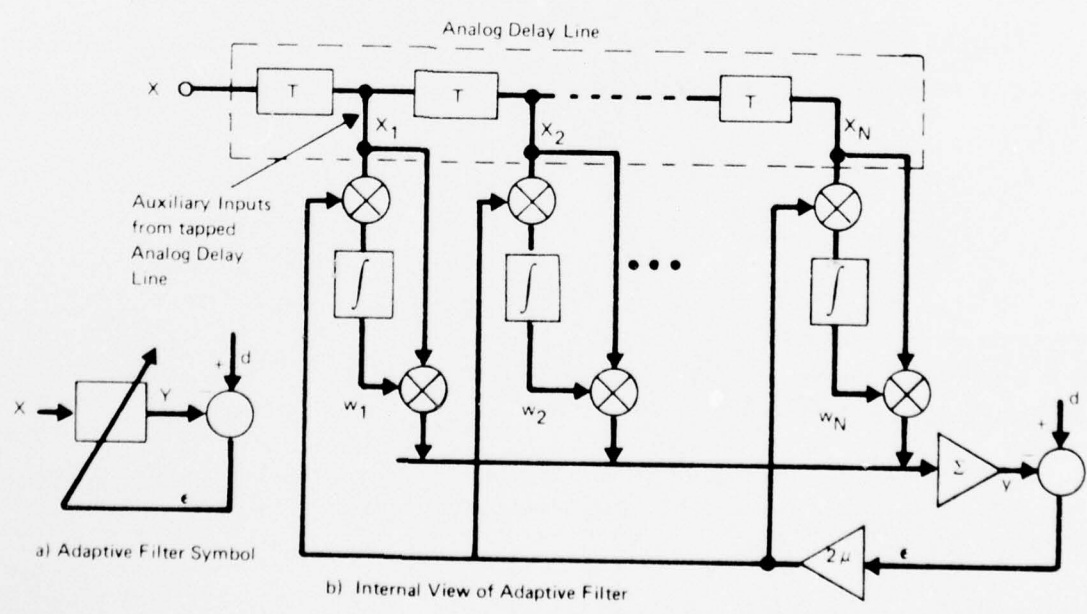 Analog Delay Line
X
T
T
T
X1
X2
XN
Auxiliary Inputs
from tapped
Analog Delay
Line
∫
∫
∫
•••
+
d
X
Y
−
ϵ
w1
w2
wN
Σ
y
+
d
−
2μ
ϵ
a) Adaptive Filter Symbol
b) Internal View of Adaptive Filter